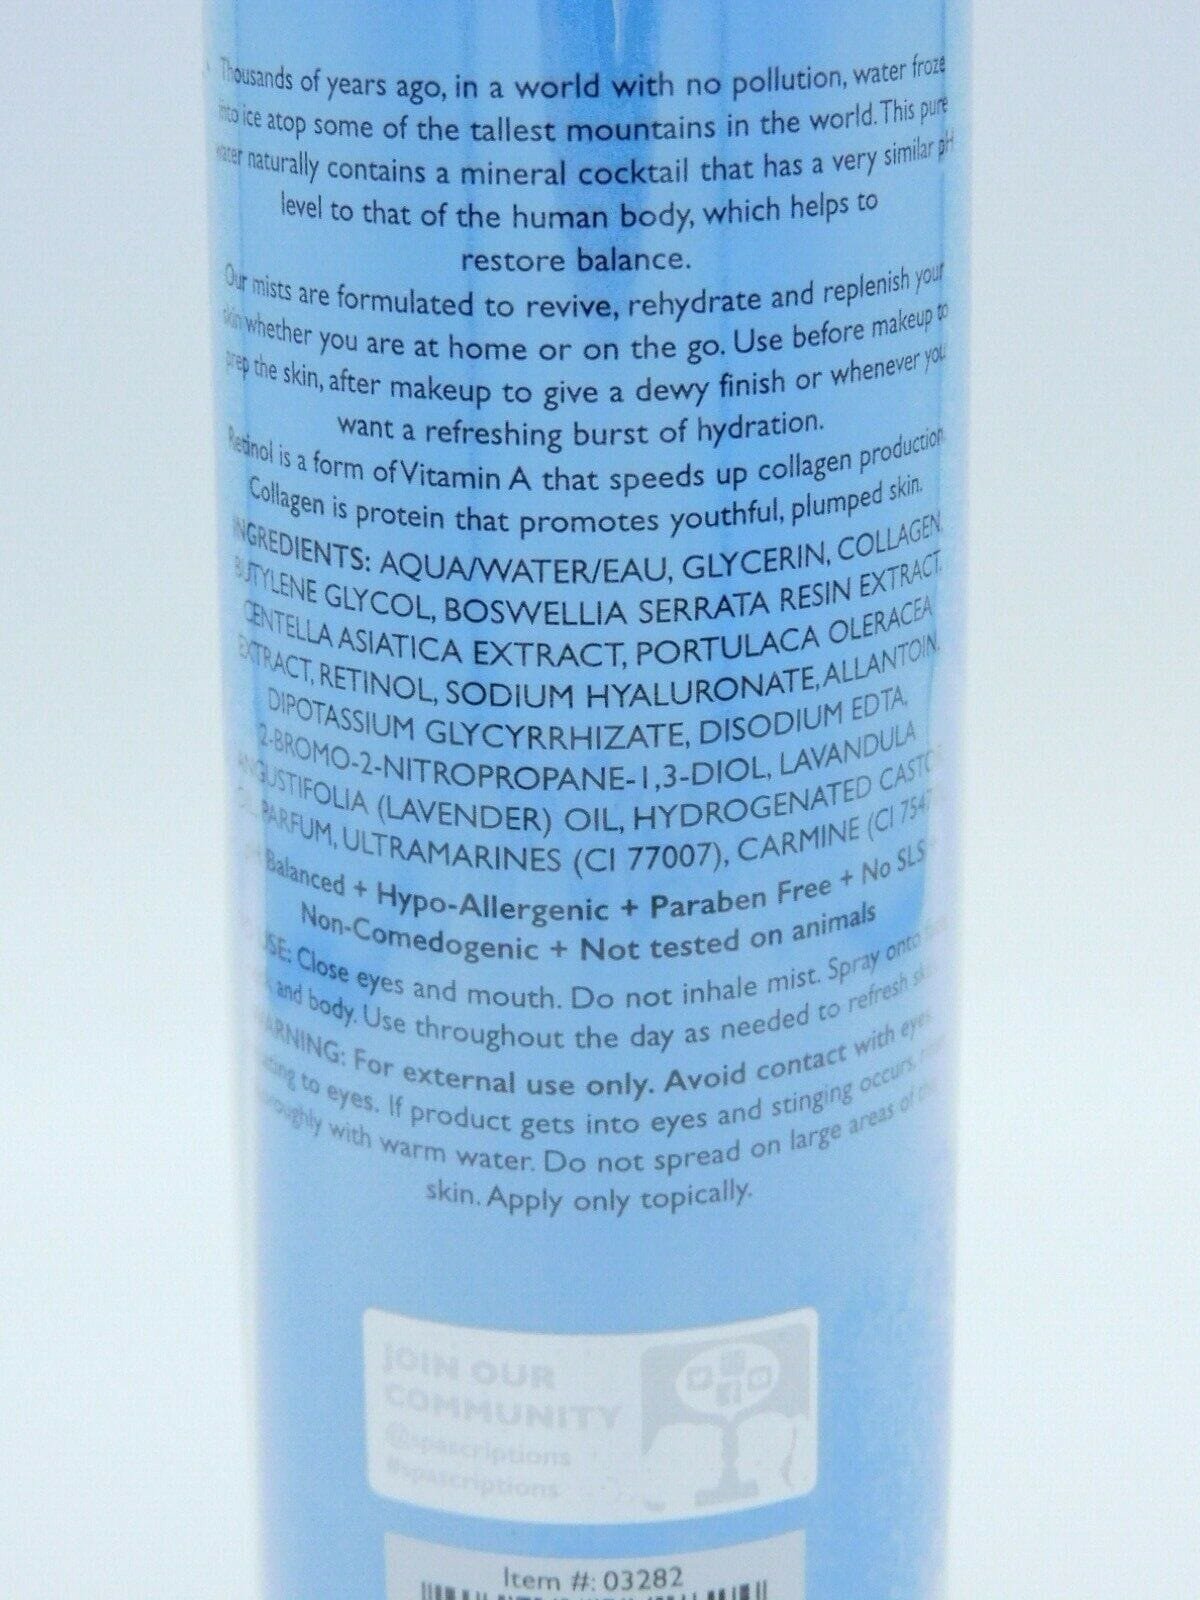 Thousands of years ago, in a world with no pollution, water froze
into ice atop some of the tallest mountains in the world. This pure
water naturally contains a mineral cocktail that has a very similar pH
level to that of the human body, which helps to
restore balance.
Our mists are formulated to revive, rehydrate and replenish your
skin whether you are at home or on the go. Use before makeup to
prep the skin, after makeup to give a dewy finish or whenever you
want a refreshing burst of hydration.
Retinol is a form of Vitamin A that speeds up collagen production.
Collagen is protein that promotes youthful, plumped skin.
INGREDIENTS: AQUA/WATER/EAU, GLYCERIN, COLLAGEN,
BUTYLENE GLYCOL, BOSWELLIA SERRATA RESIN EXTRACT,
CENTELLA ASIATICA EXTRACT, PORTULACA OLERACEA
EXTRACT, RETINOL, SODIUM HYALURONATE, ALLANTOIN,
DIPOTASSIUM GLYCYRRHIZATE, DISODIUM EDTA,
2-BROMO-2-NITROPROPANE-1,3-DIOL, LAVANDULA
ANGUSTIFOLIA (LAVENDER) OIL, HYDROGENATED CASTOR
PARFUM, ULTRAMARINES (CI 77007), CARMINE (CI
Balanced + Hypo-Allergenic + Paraben Free + No SLS
Non-Comedogenic + Not tested on animals
USE: Close eyes and mouth. Do not inhale mist. Spray onto
and body. Use throughout the day as needed to refresh
WARNING: For external use only. Avoid contact with eyes.
to eyes. If product gets into eyes and stinging occurs,
with warm water. Do not spread on large areas of
skin. Apply only topically.
JOIN OUR
COMMUNITY
@spascriptions
#spascriptions
Item #: 03282